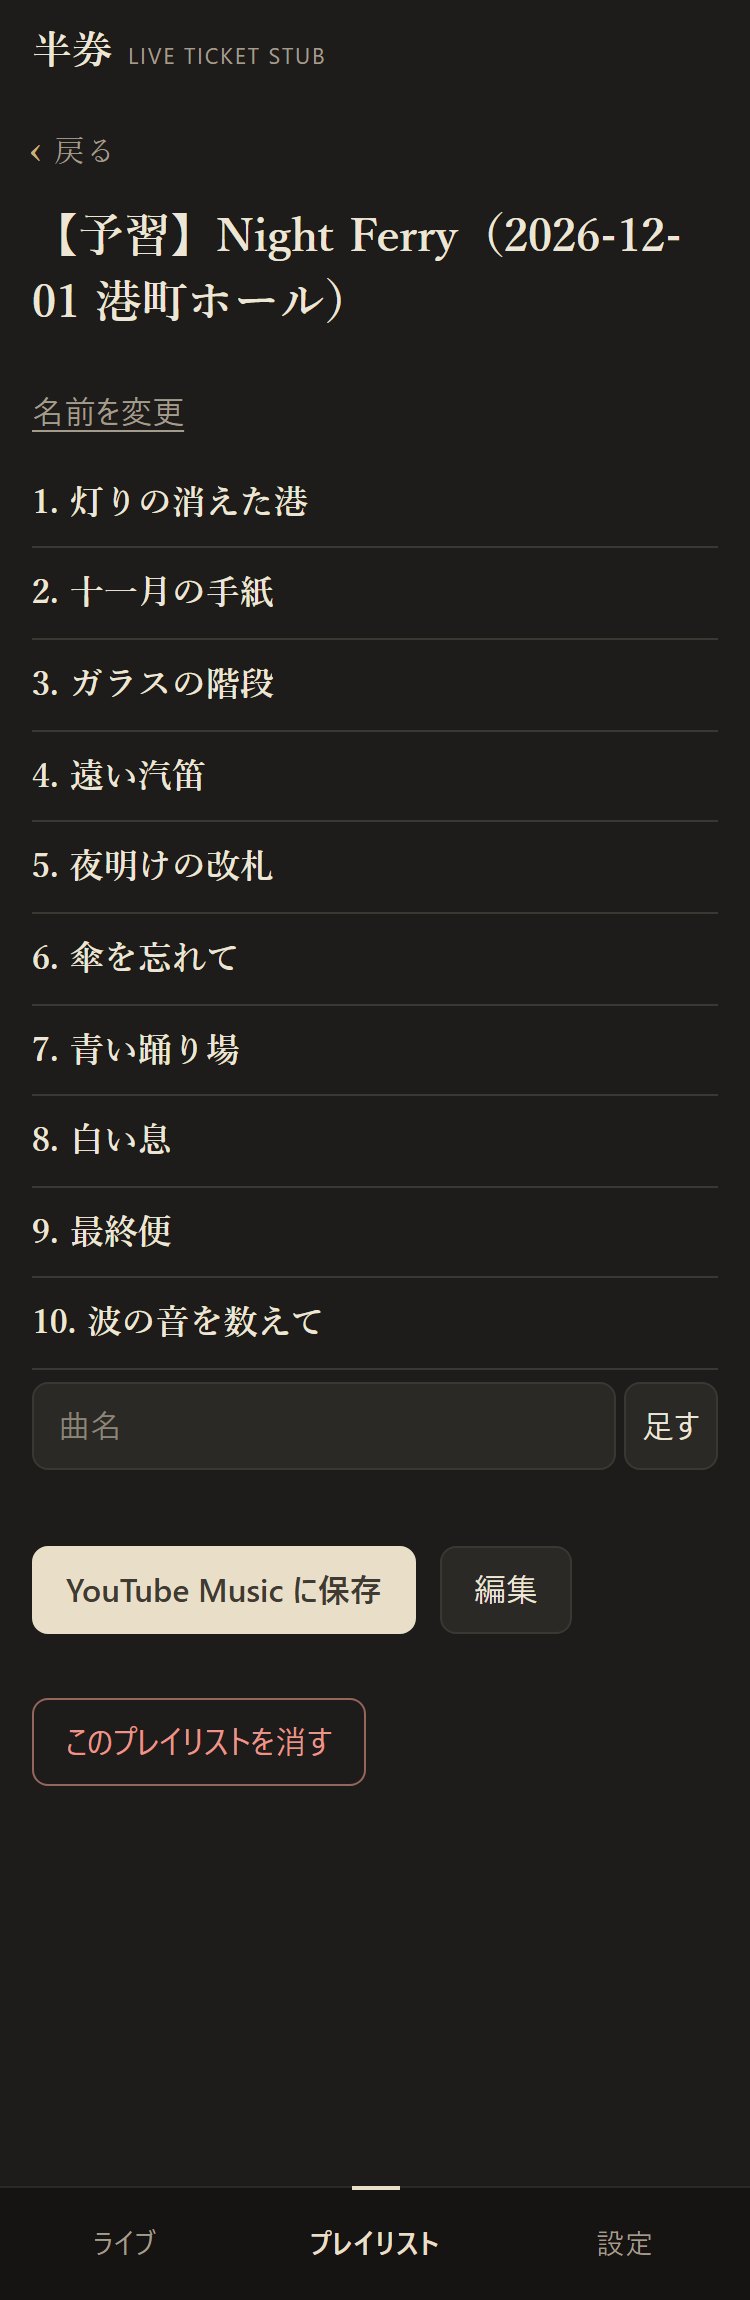 半券 LIVE TICKET STUB
‹ 戻る
【予習】Night Ferry（2026-12-
01 港町ホール）
名前を変更
1. 灯りの消えた港
2. 十一月の手紙
3. ガラスの階段
4. 遠い汽笛
5. 夜明けの改札
6. 傘を忘れて
7. 青い踊り場
8. 白い息
9. 最終便
10. 波の音を数えて
曲名 足す
YouTube Music に保存 編集
このプレイリストを消す
ライブ プレイリスト 設定